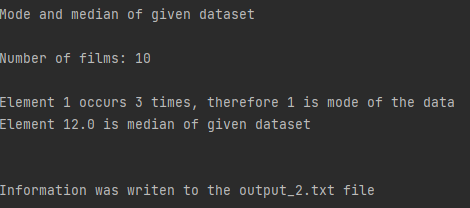 Mode and median of given dataset
Number of films: 10
Element 1 occurs 3 times, therefore 1 is mode of the data
Element 12.0 is median of given dataset
Information was writen to the output_2.txt file